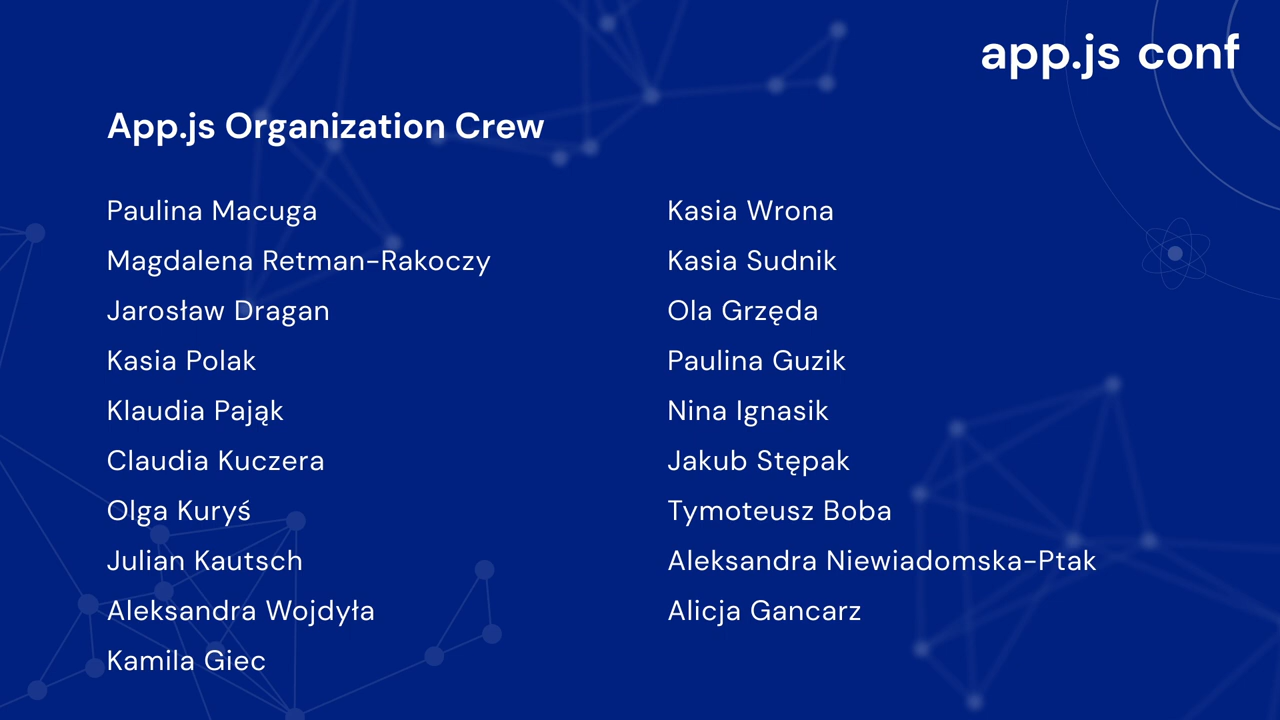 app.js conf
App.js Organization Crew
Paulina Macuga
Magdalena Retman-Rakoczy
Jarosław Dragan
Kasia Polak
Klaudia Pająk
Claudia Kuczera
Olga Kuryś
Julian Kautsch
Aleksandra Wojdyła
Kamila Giec
Kasia Wrona
Kasia Sudnik
Ola Grzęda
Paulina Guzik
Nina Ignasik
Jakub Stępak
Tymoteusz Boba
Aleksandra Niewiadomska-Ptak
Alicja Gancarz